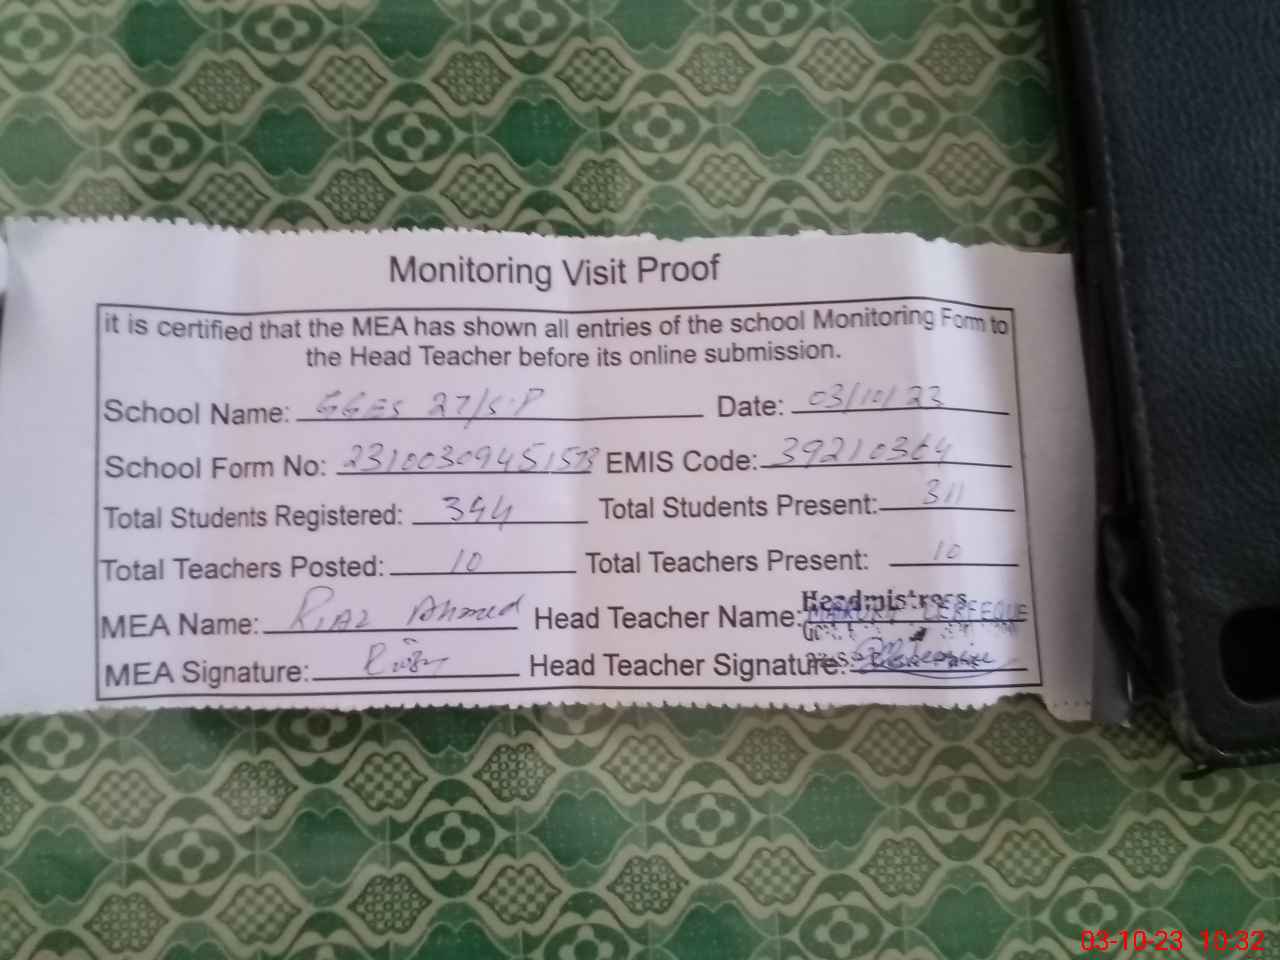 Monitoring Visit Proof
it is certified that the MEA has shown all entries of the school Monitoring Form to
the Head Teacher before its online submission.
School Name: GGES 27/S.P Date: 03/10/23
School Form No: 23100309451573 EMIS Code: 39210364
Total Students Registered: 344 Total Students Present: 311
Total Teachers Posted: 10 Total Teachers Present: 10
MEA Name: Riaz Ahmed Head Teacher Name: Headmistress
MEA Signature: Head Teacher Signature:
03-10-23 10:32